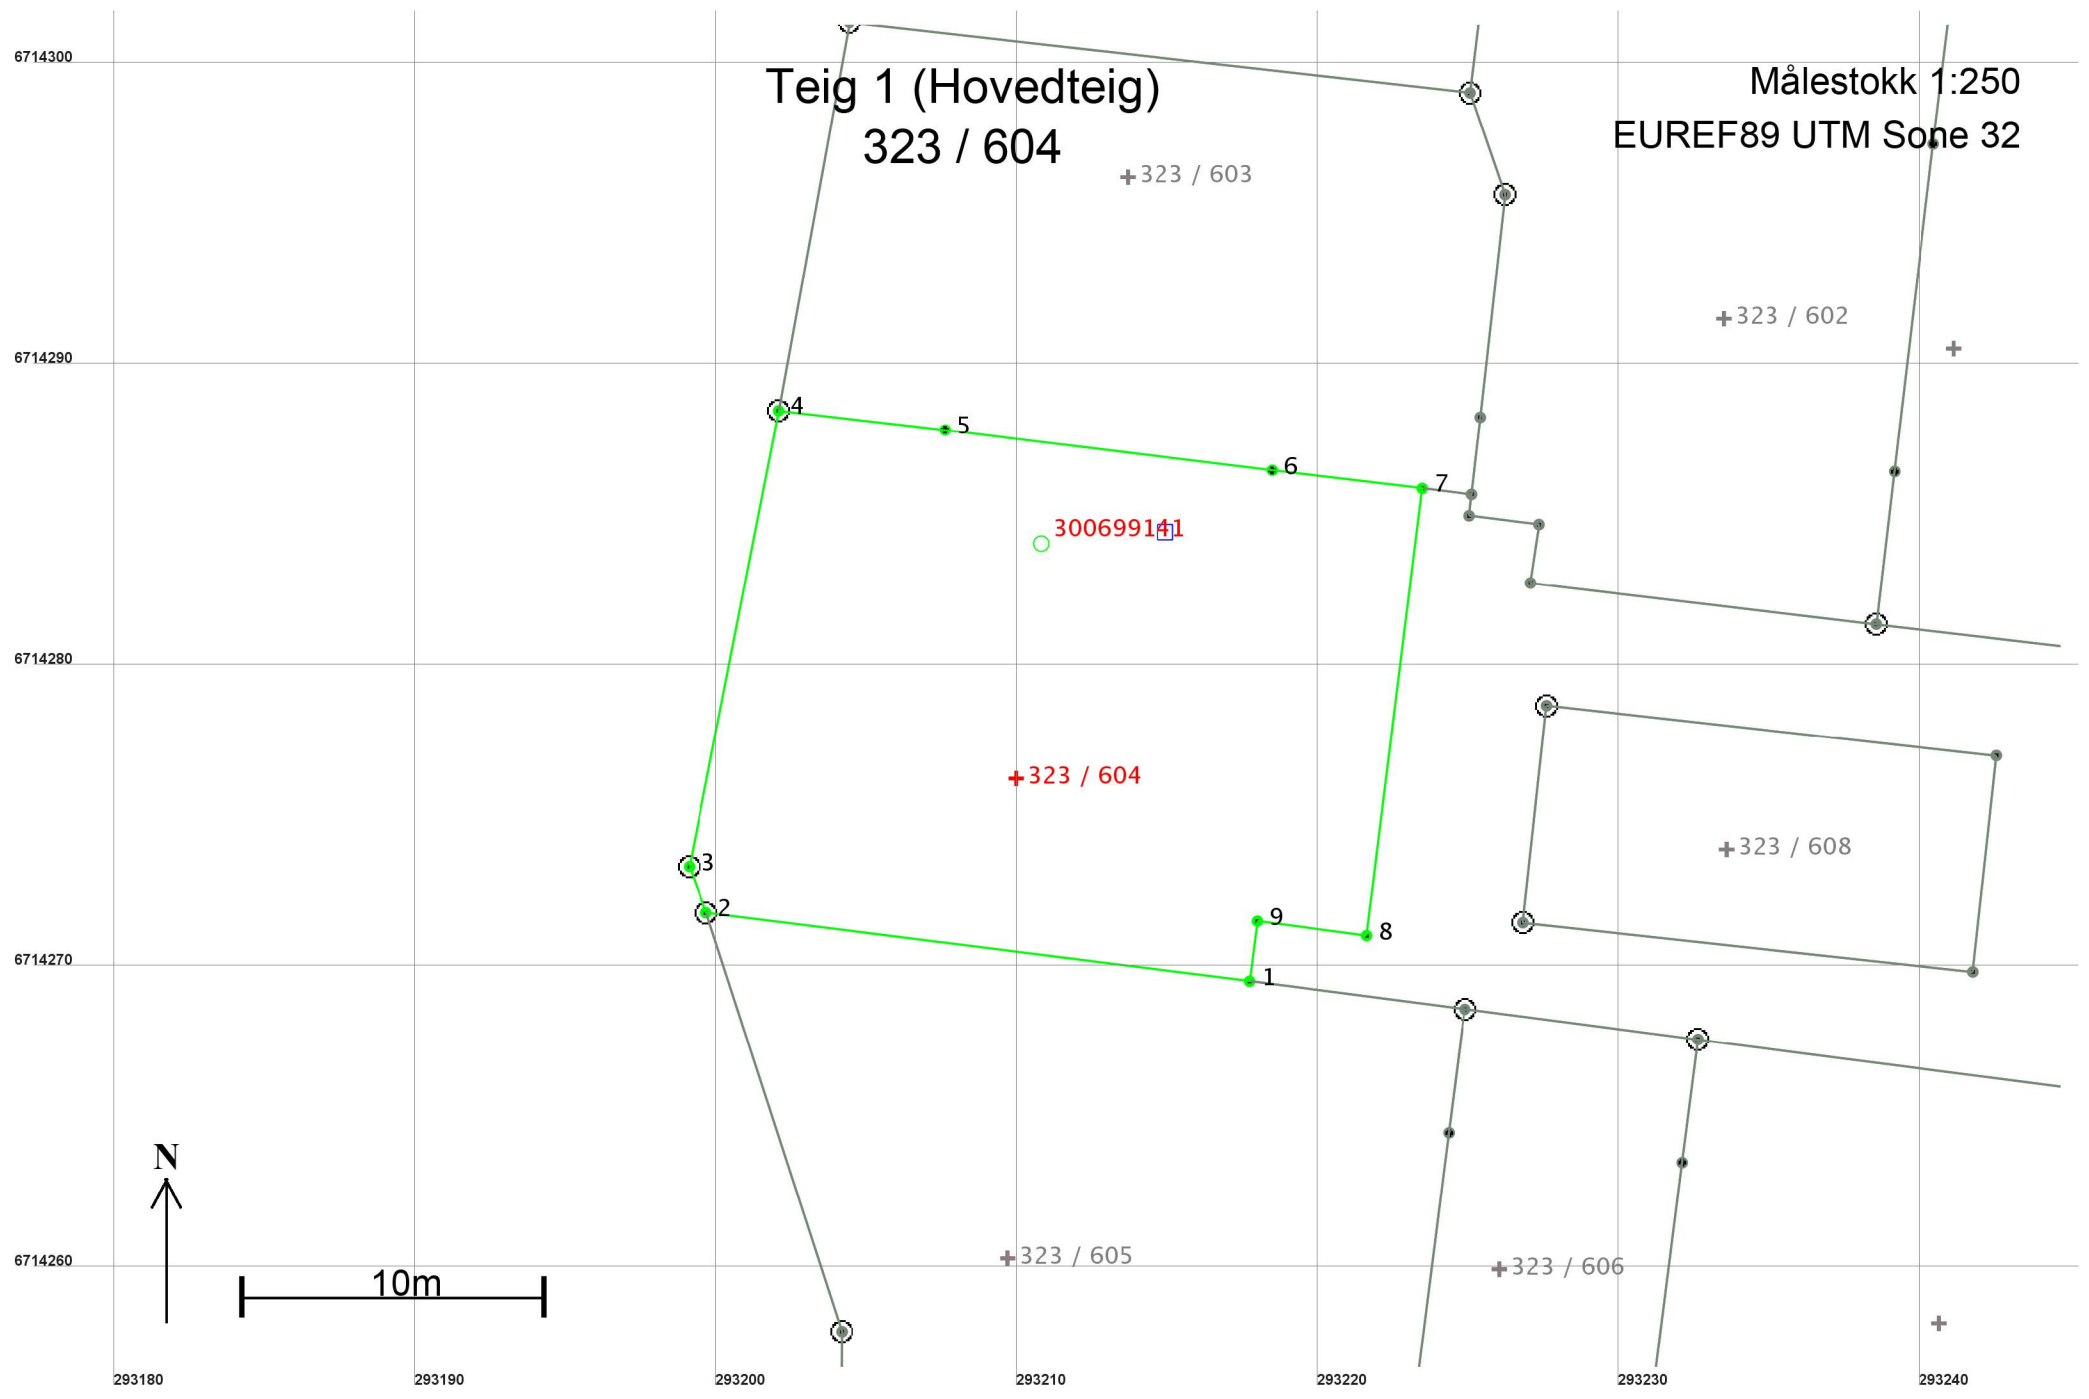 6714300
Teig 1 (Hovedteig)
323 / 604
Målestokk 1:250
EUREF89 UTM Sone 32
323 / 603
323 / 602
6714290
4
5
6
7
300699141
6714280
323 / 604
3
2
9
8
323 / 608
6714270
1
N
6714260
10m
323 / 605
323 / 606
293180
293190
293200
293210
293220
293230
293240